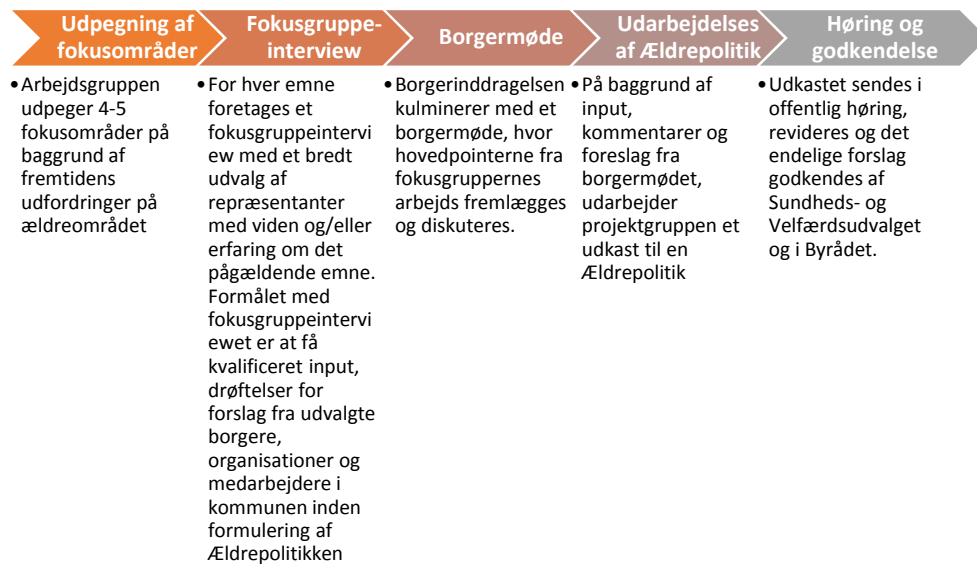 Udpegning af
fokusområder
•Arbejdsgruppen
udpeger 4-5
fokusområder på
baggrund af
fremtidens
udfordringer på
ældreområdet
Fokusgruppe-
interview
•For hver emne
foretages et
fokusgruppeintervi
ew med et bredt
udvalg af
repræsentanter
med viden og/eller
erfaring om det
pågældende emne.
Formålet med
fokusgruppeintervi
ewet er at få
kvalificeret input,
drøftelser for
forslag fra udvalgte
borgere,
organisationer og
medarbejdere i
kommunen inden
formulering af
Ældrepolitikken
Borgermøde
•Borgerinddragelsen
kulminerer med et
borgermøde, hvor
hovedpointerne fra
fokusgruppernes
arbejds fremlægges
og diskuteres.
Udarbejdelses
af Ældrepolitik
•På baggrund af
input,
kommentarer og
foreslag fra
borgermødet,
udarbejder
projektgruppen et
udkast til en
Ældrepolitik
Høring og
godkendelse
•Udkastet sendes i
offentlig høring,
revideres og det
endelige forslag
godkendes af
Sundheds- og
Velfærdsudvalget
og i Byrådet.